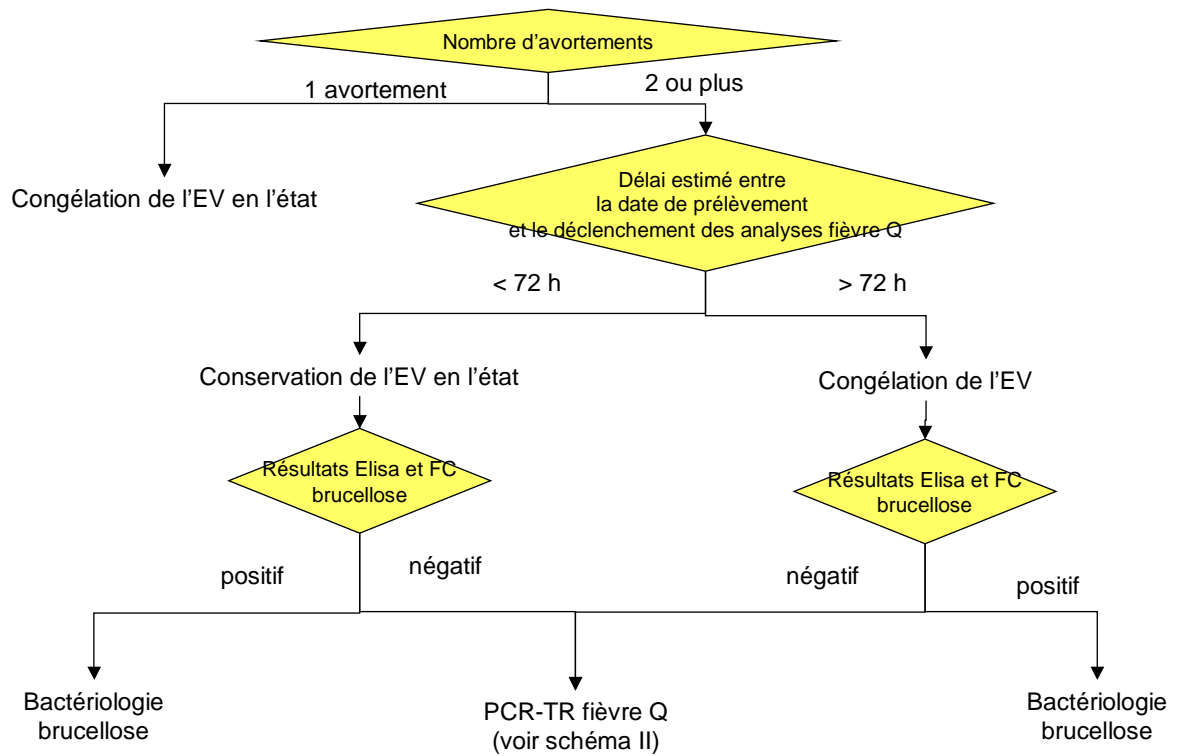 Nombre d'avortements
1 avortement
2 ou plus
Congélation de l'EV en l'état
Délai estimé entre
la date de prélèvement
et le déclenchement des analyses fièvre Q
< 72 h
> 72 h
Conservation de l'EV en l'état
Congélation de l'EV
Résultats Elisa et FC
brucellose
Résultats Elisa et FC
brucellose
positif
négatif
négatif
positif
Bactériologie
brucellose
PCR-TR fièvre Q
(voir schéma II)
Bactériologie
brucellose